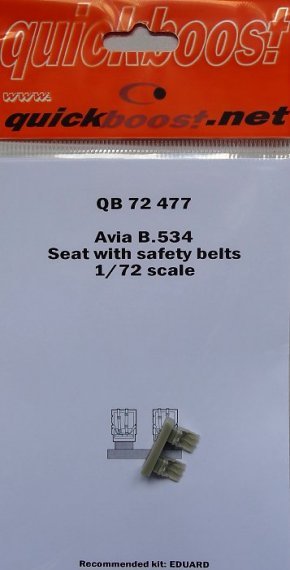 quickboost
www.
quickboost.net
QB 72 477
Avia B.534
Seat with safety belts
1/72 scale
Recommended kit: EDUARD